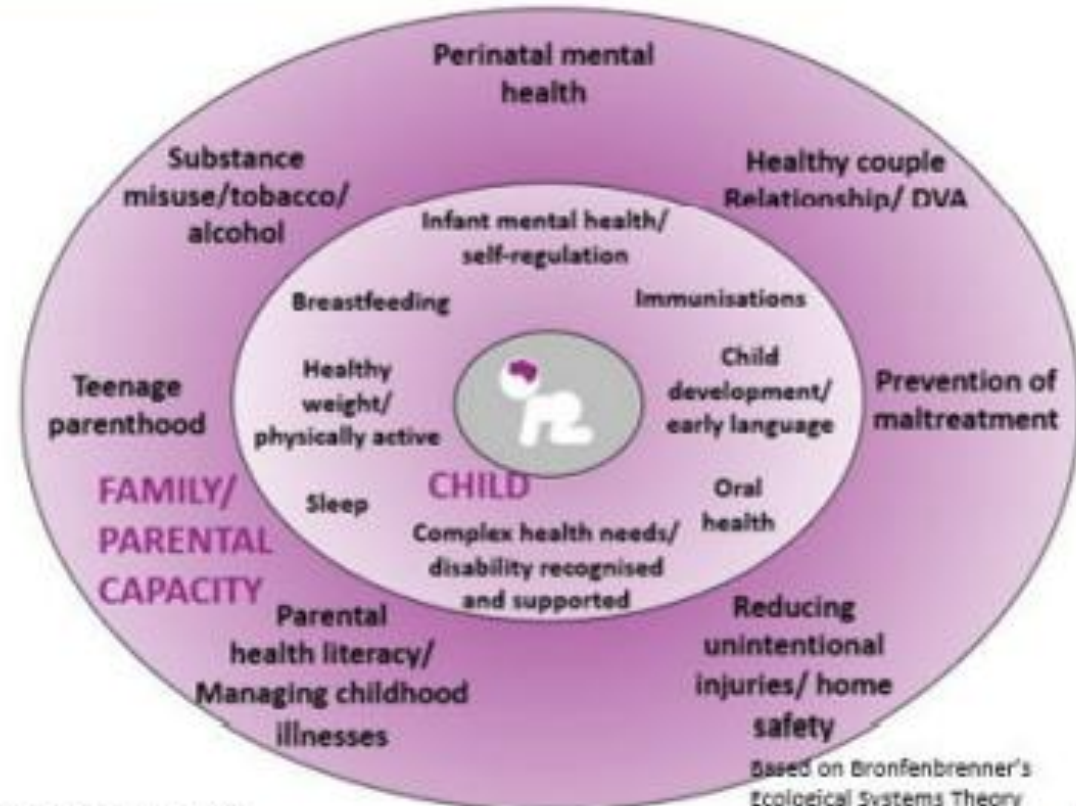 Perinatal mental
health
Substance
misuse/tobacco/
alcohol
Healthy couple
Relationship/ DVA
Infant mental health/
self-regulation
Breastfeeding
Immunisations
Healthy
weight/
physically active
Child
development/
early language
Teenage
parenthood
Prevention of
maltreatment
FAMILY/
PARENTAL
CAPACITY
Sleep
CHILD
Oral
health
Complex health needs/
disability recognised
and supported
Parental
health literacy/
Managing childhood
illnesses
Reducing
unintentional
injuries/ home
safety
Based on Bronfenbrenner's
Ecological Systems Theory